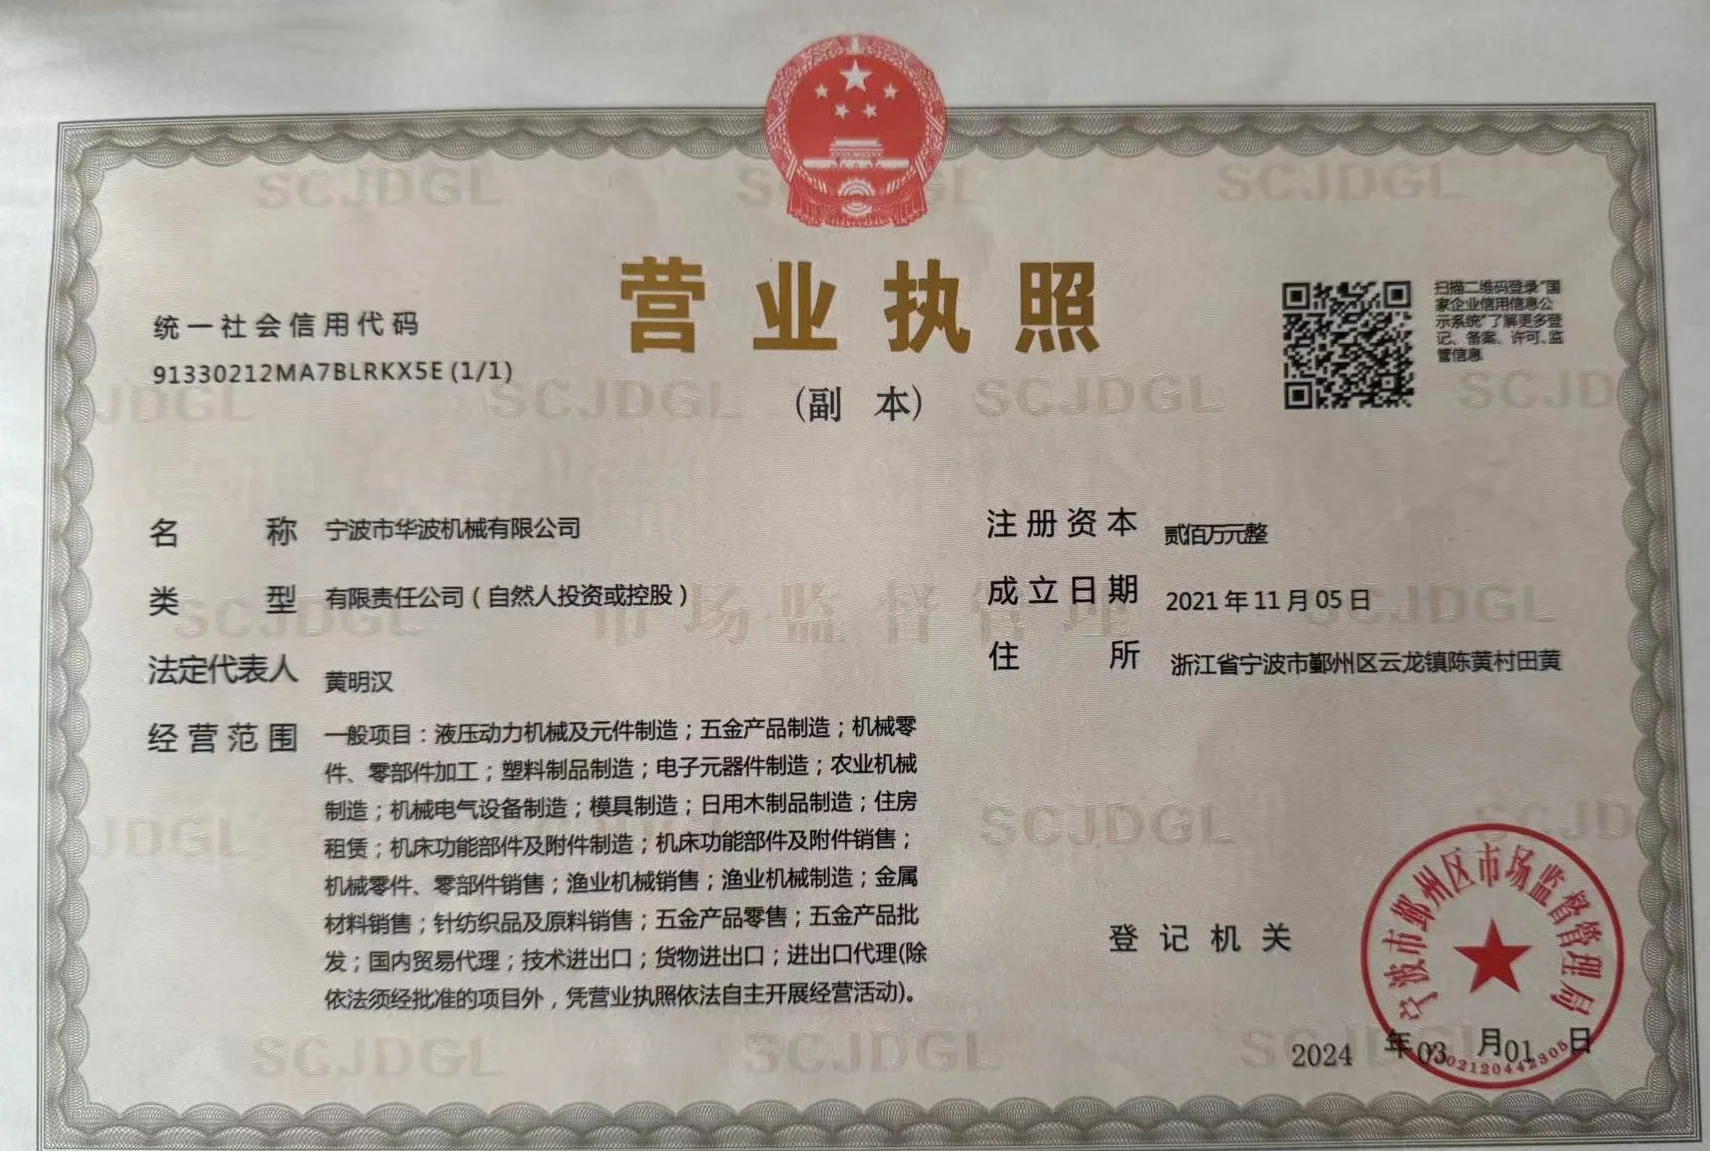 营业执照
(副 本)
统一社会信用代码
91330212MA7BLRKX5E (1/1)
扫描二维码登录"国
家企业信用信息公
示系统"了解更多登
记、备案、许可、监
管信息
名 称 宁波市华波机械有限公司
类 型 有限责任公司（自然人投资或控股）
法定代表人 黄明汉
经营范围 一般项目：液压动力机械及元件制造；五金产品制造；机械零
件、零部件加工；塑料制品制造；电子元器件制造；农业机械
制造；机械电气设备制造；模具制造；日用木制品制造；住房
租赁；机床功能部件及附件制造；机床功能部件及附件销售；
机械零件、零部件销售；渔业机械销售；渔业机械制造；金属
材料销售；针纺织品及原料销售；五金产品零售；五金产品批
发；国内贸易代理；技术进出口；货物进出口；进出口代理(除
依法须经批准的项目外，凭营业执照依法自主开展经营活动)。
注册资本 贰佰万元整
成立日期 2021年11月05日
住 所 浙江省宁波市鄞州区云龙镇陈黄村田黄
登记机关
宁波市鄞州区市场监督管理局
2024 年 03 月 01 日
SCJDGL
市场监督管理